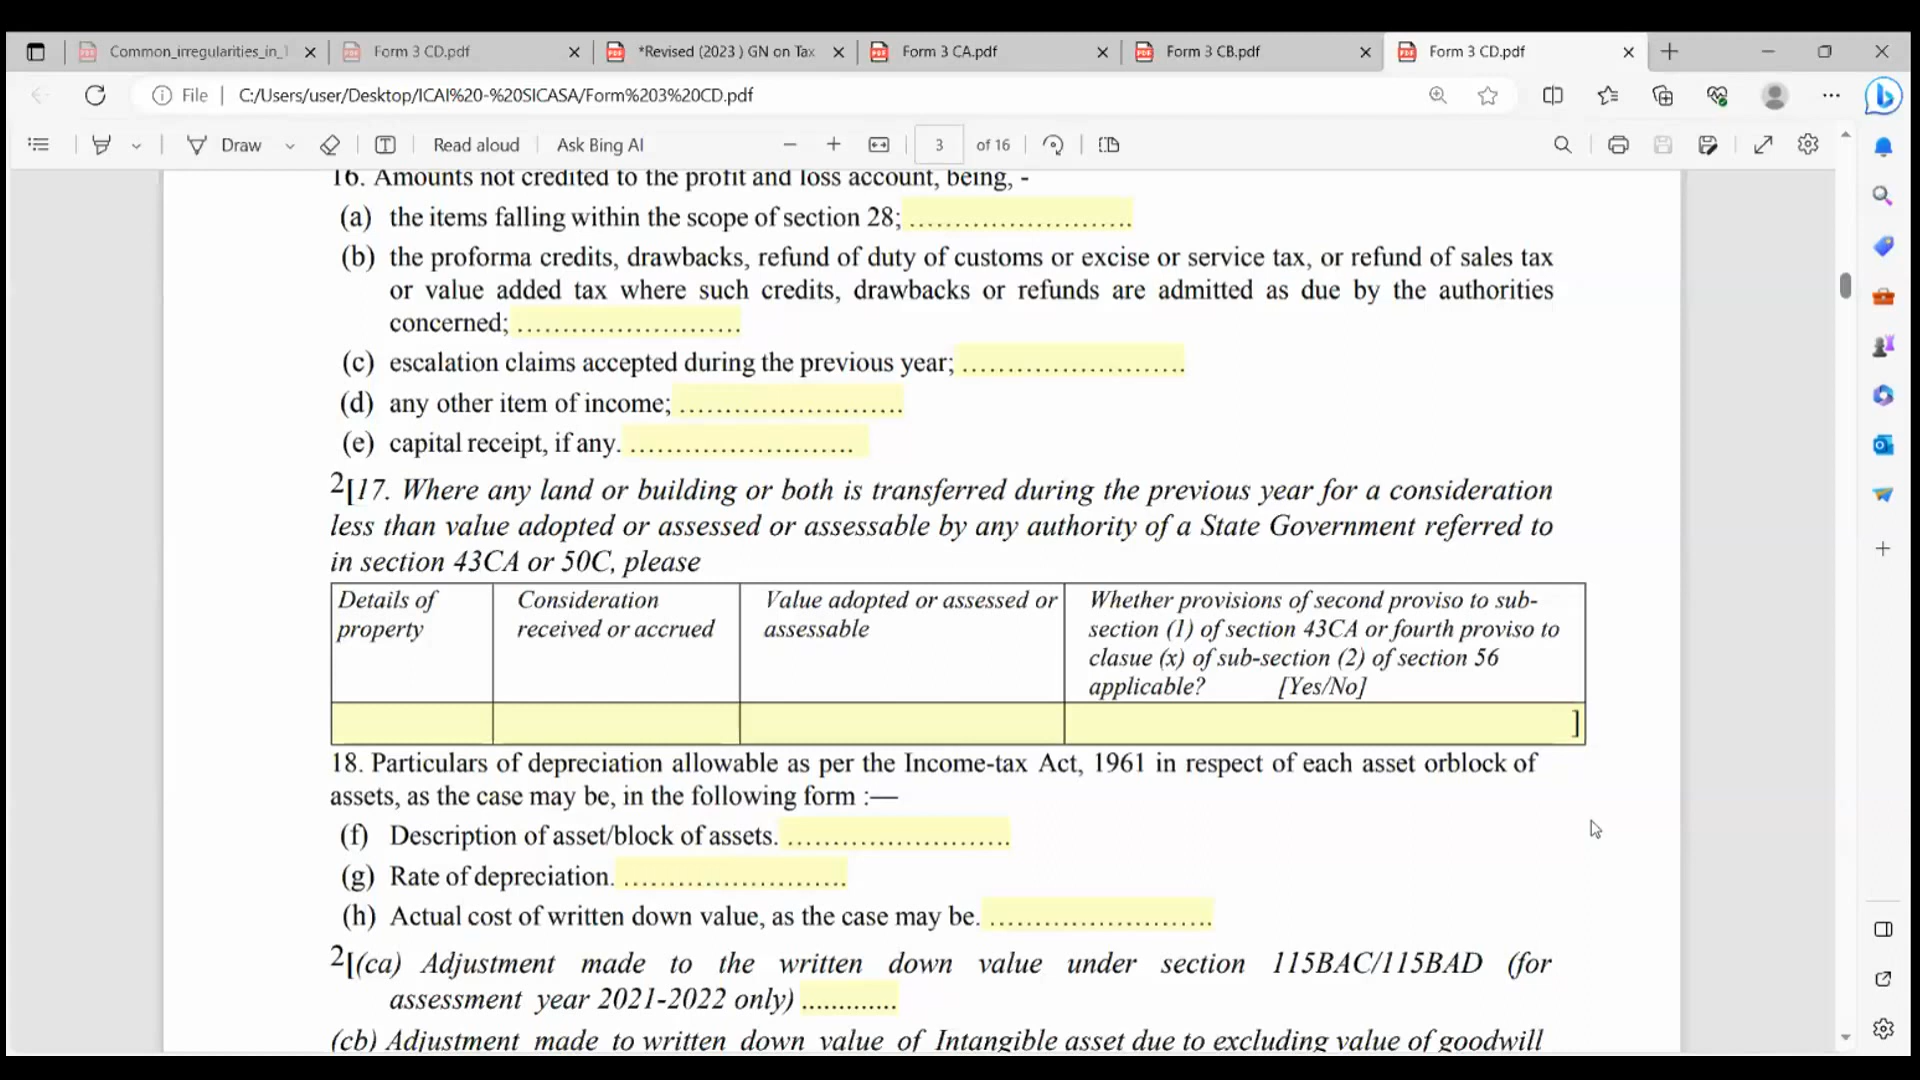 Common_irregularities_in_T
Form 3 CD.pdf
*Revised (2023 ) GN on Tax
Form 3 CA.pdf
Form 3 CB.pdf
Form 3 CD.pdf
File
C:/Users/user/Desktop/ICAI%20-%20SICASA/Form%203%20CD.pdf
Draw
Read aloud
Ask Bing AI
3
of 16
16. Amounts not credited to the profit and loss account, being, -
(a) the items falling within the scope of section 28; ........................
(b) the proforma credits, drawbacks, refund of duty of customs or excise or service tax, or refund of sales tax
or value added tax where such credits, drawbacks or refunds are admitted as due by the authorities
concerned; ........................
(c) escalation claims accepted during the previous year; ........................
(d) any other item of income; ........................
(e) capital receipt, if any. ........................
2[17. Where any land or building or both is transferred during the previous year for a consideration
less than value adopted or assessed or assessable by any authority of a State Government referred to
in section 43CA or 50C, please
Details of
property
Consideration
received or accrued
Value adopted or assessed or
assessable
Whether provisions of second proviso to sub-
section (1) of section 43CA or fourth proviso to
clasue (x) of sub-section (2) of section 56
applicable? [Yes/No]
]
18. Particulars of depreciation allowable as per the Income-tax Act, 1961 in respect of each asset orblock of
assets, as the case may be, in the following form :—
(f) Description of asset/block of assets. ........................
(g) Rate of depreciation. ........................
(h) Actual cost of written down value, as the case may be. ........................
2[(ca) Adjustment made to the written down value under section 115BAC/115BAD (for
assessment year 2021-2022 only) ............
(cb) Adjustment made to written down value of Intangible asset due to excluding value of goodwill